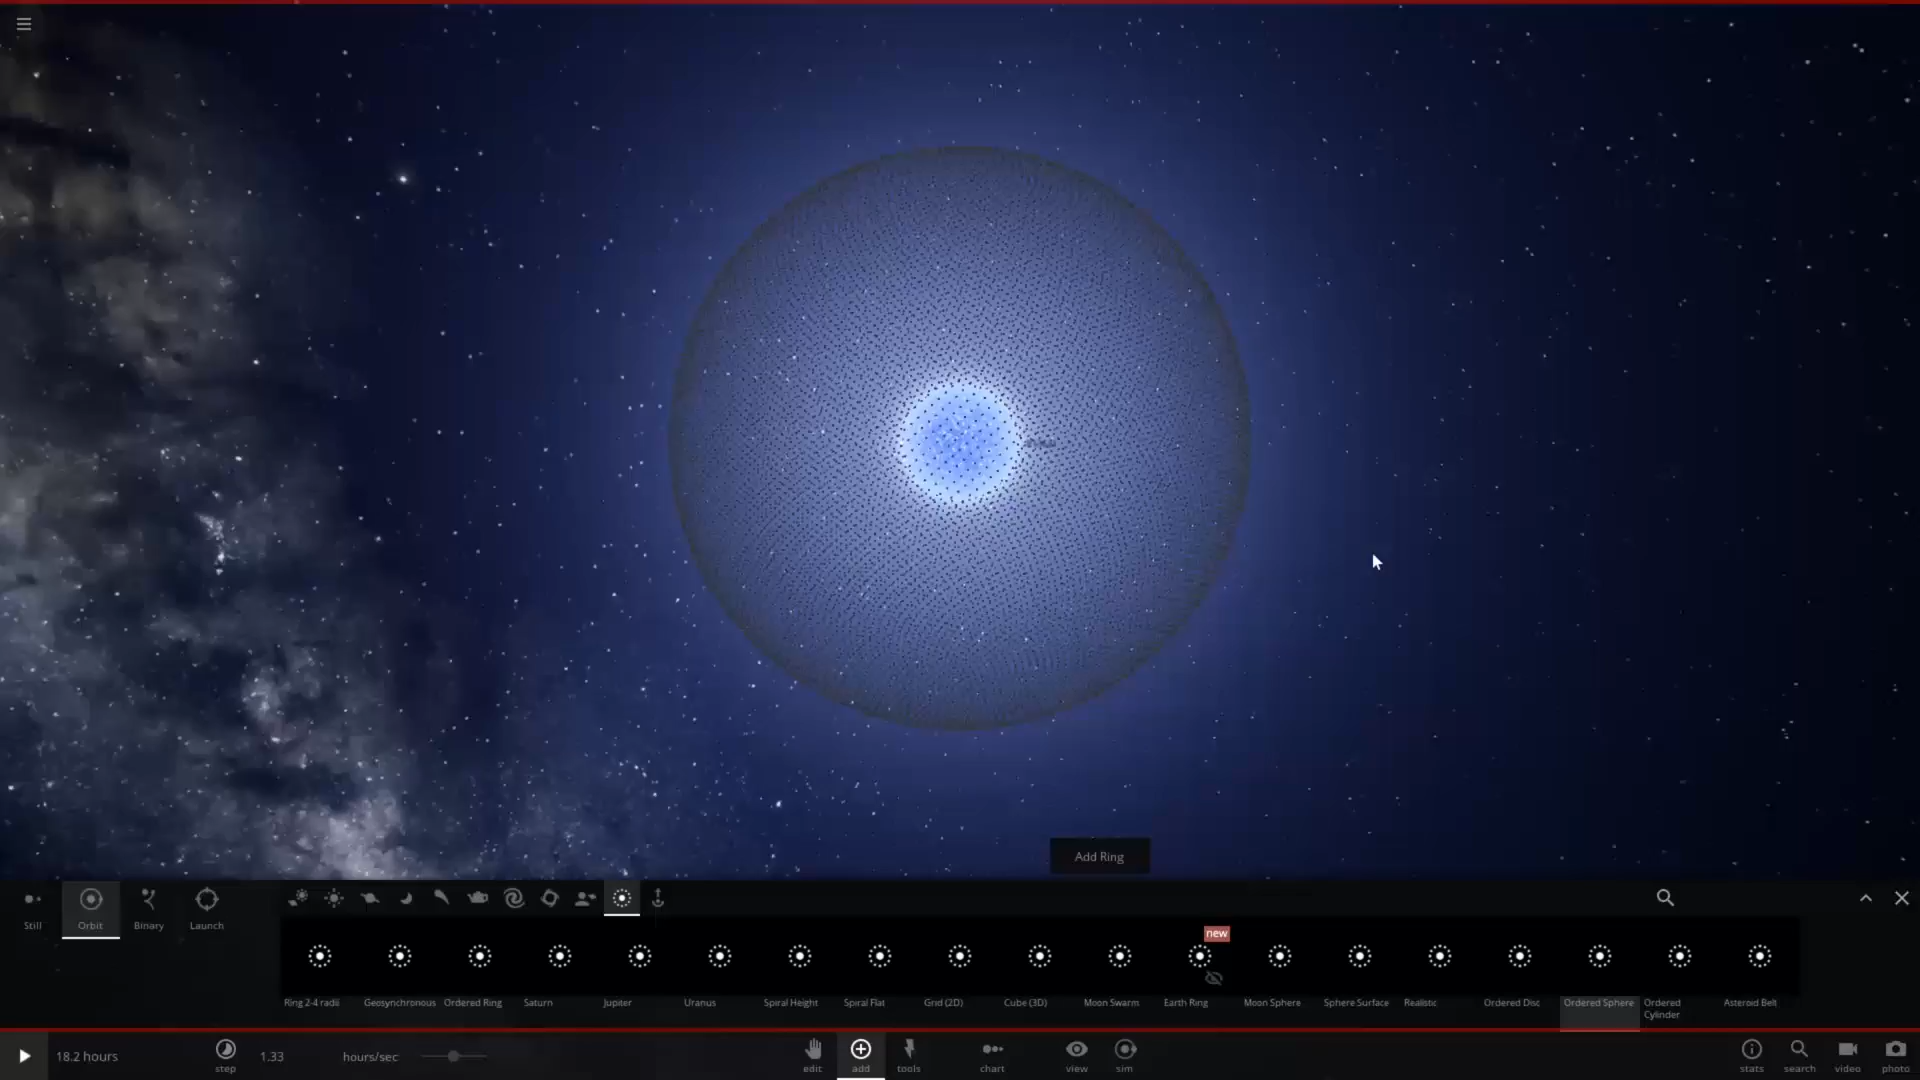 Add Ring
Still
Orbit
Binary
Launch
new
Ring 2-4 radii
Geosynchronous
Ordered Ring
Saturn
Jupiter
Uranus
Spiral Height
Spiral Flat
Grid (2D)
Cube (3D)
Moon Swarm
Earth Ring
Moon Sphere
Sphere Surface
Realistic
Ordered Disc
Ordered Sphere
Ordered
Cylinder
Asteroid Belt
18.2 hours
step
1.33
hours/sec
edit
add
tools
chart
view
sim
stats
search
video
photo